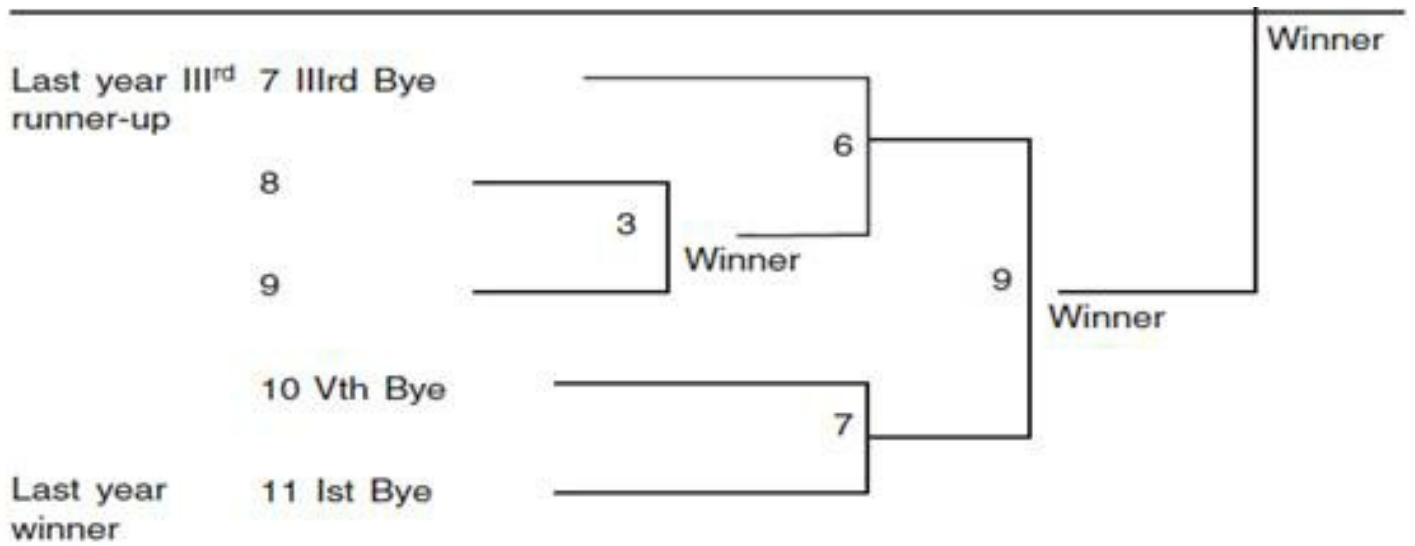 Winner
Last year IIIrd 7 IIIrd Bye
runner-up
6
8
3
Winner
9
9
Winner
10 Vth Bye
7
Last year 11 Ist Bye
winner